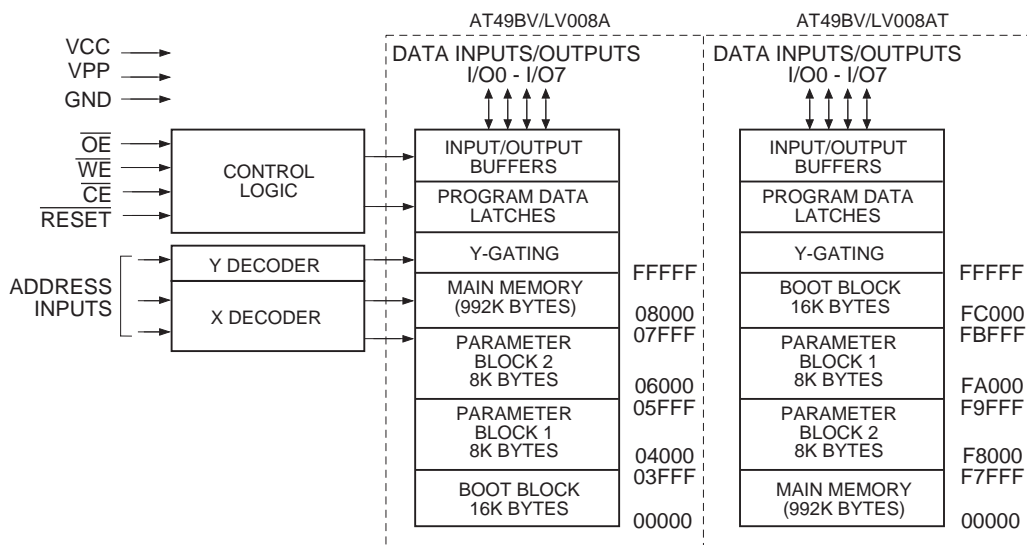 AT49BV/LV008A
AT49BV/LV008AT
VCC
VPP
GND
OE
WE
CE
RESET
ADDRESS
INPUTS
CONTROL
LOGIC
Y DECODER
X DECODER
DATA INPUTS/OUTPUTS
I/O0 - I/O7
INPUT/OUTPUT
BUFFERS
PROGRAM DATA
LATCHES
Y-GATING
MAIN MEMORY
(992K BYTES)
PARAMETER
BLOCK 2
8K BYTES
PARAMETER
BLOCK 1
8K BYTES
BOOT BLOCK
16K BYTES
FFFFF
08000
07FFF
06000
05FFF
04000
03FFF
00000
DATA INPUTS/OUTPUTS
I/O0 - I/O7
INPUT/OUTPUT
BUFFERS
PROGRAM DATA
LATCHES
Y-GATING
BOOT BLOCK
16K BYTES
PARAMETER
BLOCK 1
8K BYTES
PARAMETER
BLOCK 2
8K BYTES
MAIN MEMORY
(992K BYTES)
FFFFF
FC000
FBFFF
FA000
F9FFF
F8000
F7FFF
00000